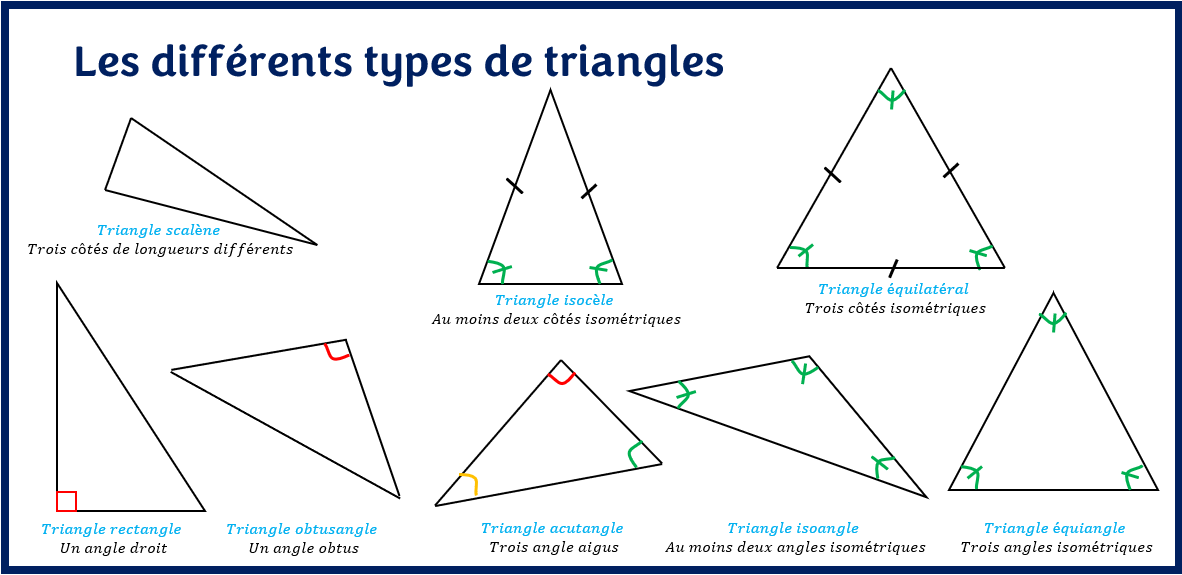 Les différents types de triangles
Triangle scalène
Trois côtés de longueurs différents
Triangle isocèle
Au moins deux côtés isométriques
Triangle équilatéral
Trois côtés isométriques
Triangle rectangle
Un angle droit
Triangle obtusangle
Un angle obtus
Triangle acutangle
Trois angle aigus
Triangle isoangle
Au moins deux angles isométriques
Triangle équiangle
Trois angles isométriques